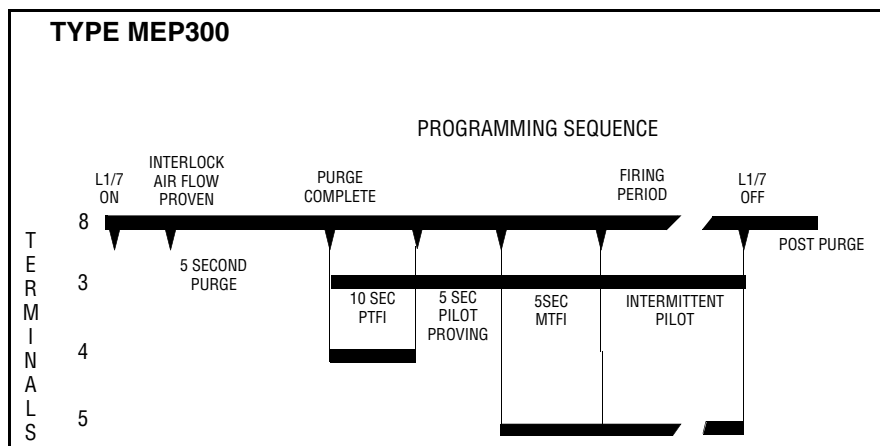 TYPE MEP300
PROGRAMMING SEQUENCE
L1/7
ON
INTERLOCK
AIR FLOW
PROVEN
PURGE
COMPLETE
FIRING
PERIOD
L1/7
OFF
8
POST PURGE
5 SECOND
PURGE
3
10 SEC
PTFI
5 SEC
PILOT
PROVING
5SEC
MTFI
INTERMITTENT
PILOT
4
5
TERMINALS